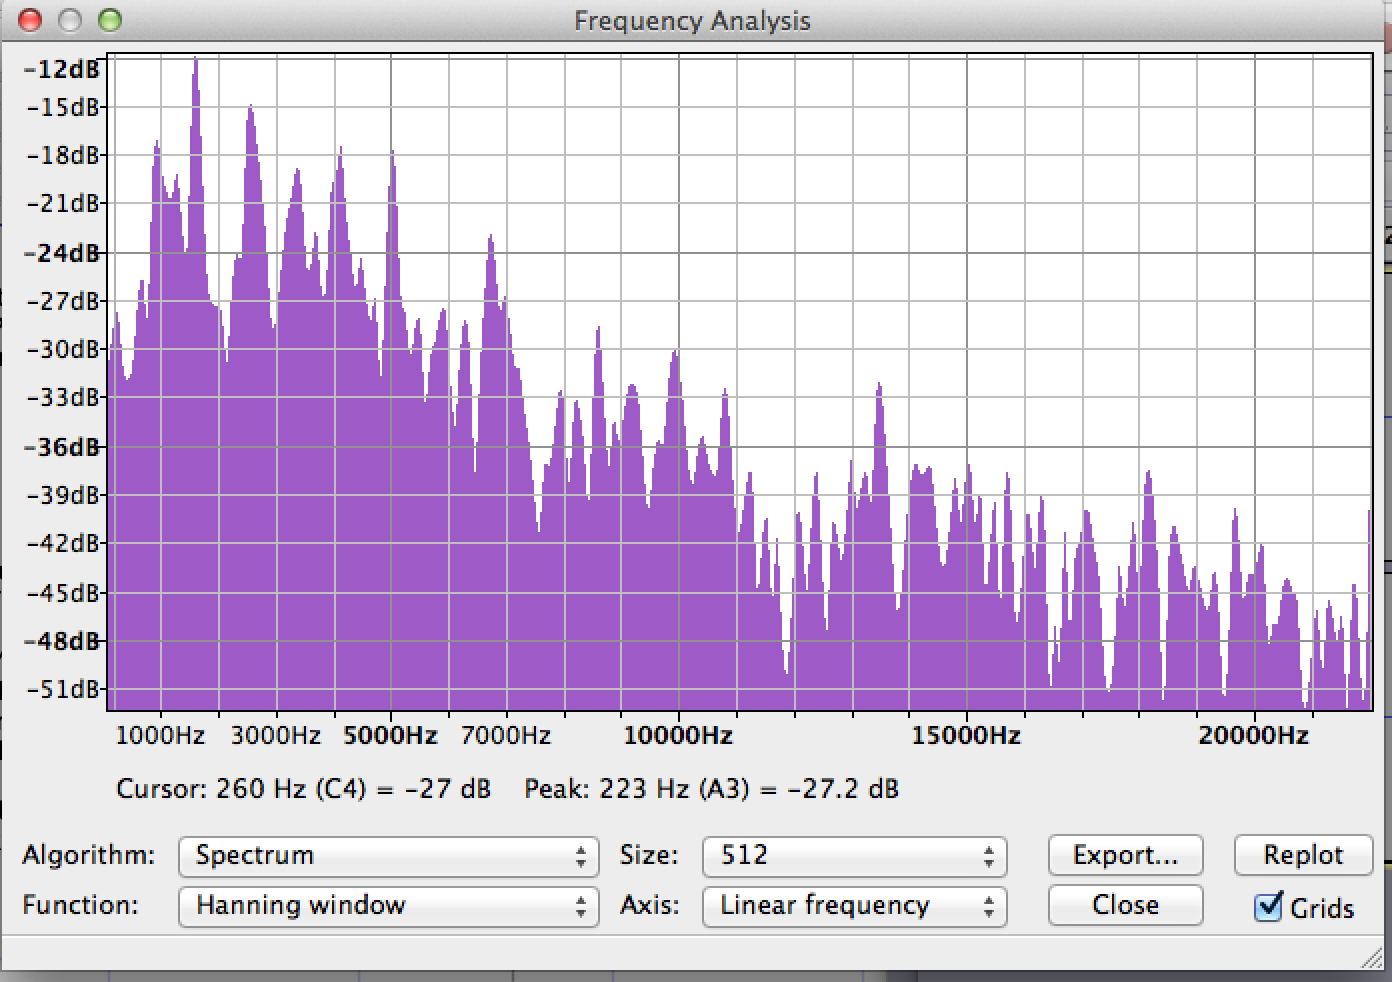 Frequency Analysis
−12dB
−15dB
−18dB
−21dB
−24dB
−27dB
−30dB
−33dB
−36dB
−39dB
−42dB
−45dB
−48dB
−51dB
1000Hz 3000Hz 5000Hz 7000Hz 10000Hz 15000Hz 20000Hz
Cursor: 260 Hz (C4) = −27 dB Peak: 223 Hz (A3) = −27.2 dB
Algorithm: Spectrum Size: 512 Export... Replot
Function: Hanning window Axis: Linear frequency Close Grids